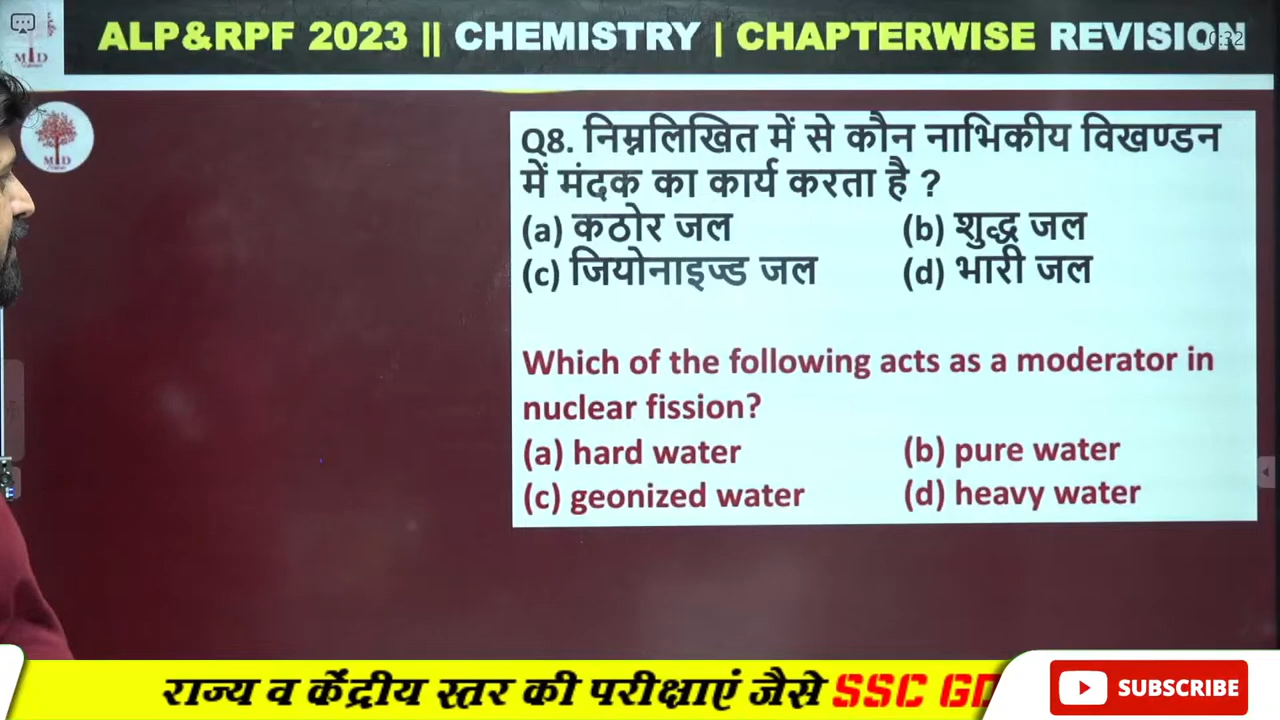 ALP&RPF 2023 || CHEMISTRY | CHAPTERWISE REVISION
Q8. निम्नलिखित में से कौन नाभिकीय विखण्डन
में मंदक का कार्य करता है ?
(a) कठोर जल (b) शुद्ध जल
(c) जियोनाइज्ड जल (d) भारी जल
Which of the following acts as a moderator in
nuclear fission?
(a) hard water (b) pure water
(c) geonized water (d) heavy water
राज्य व केंद्रीय स्तर की परीक्षाएं जैसे SSC GD
SUBSCRIBE